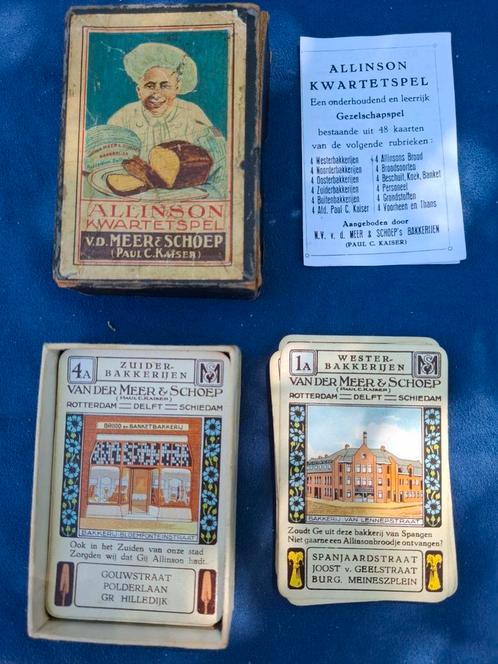 ALLINSON
KWARTETSPEL
V.D. MEER & SCHOEP
(PAUL C. KAISER)
ALLINSON
KWARTETSPEL
Een onderhoudend en leerrijk
Gezelschapspel
bestaande uit 48 kaarten
van de volgende rubrieken:
4 Westerbakkerijen
4 Noorderbakkerijen
4 Oosterbakkerijen
4 Zuiderbakkerijen
4 Buitenbakkerijen
4 Afd. Paul C. Kaiser
4 Allinsons Brood
4 Broodsoorten
4 Beschuit, Koek, Banket
4 Personeel
4 Grondstoffen
4 Voorheen en Thans
Aangeboden door
N.V. v. d. MEER & SCHOEP's BAKKERIJEN
(PAUL C. KAISER)
4A
ZUIDER-
BAKKERIJEN
VAN DER MEER & SCHOEP
(PAUL C. KAISER)
ROTTERDAM DELFT SCHIEDAM
BROOD EN BANKETBAKKERIJ
BAKKERIJ BLOEMFONTEINSTRAAT
Ook in het Zuiden van onze stad
Zorgden wij dat Gij Allinson hadt.
GOUWSTRAAT
POLDERLAAN
GR HILLEDIJK
1A
WESTER-
BAKKERIJEN
VAN DER MEER & SCHOEP
(PAUL C. KAISER)
ROTTERDAM DELFT SCHIEDAM
BAKKERIJ VAN LENNEPSTRAAT
Zoudt Ge uit deze bakkerij van Spangen
Niet gaarne een Allinsonbroodje ontvangen?
SPANJAARDSTRAAT
JOOST v. GEELSTRAAT
BURG. MEINESZPLEIN